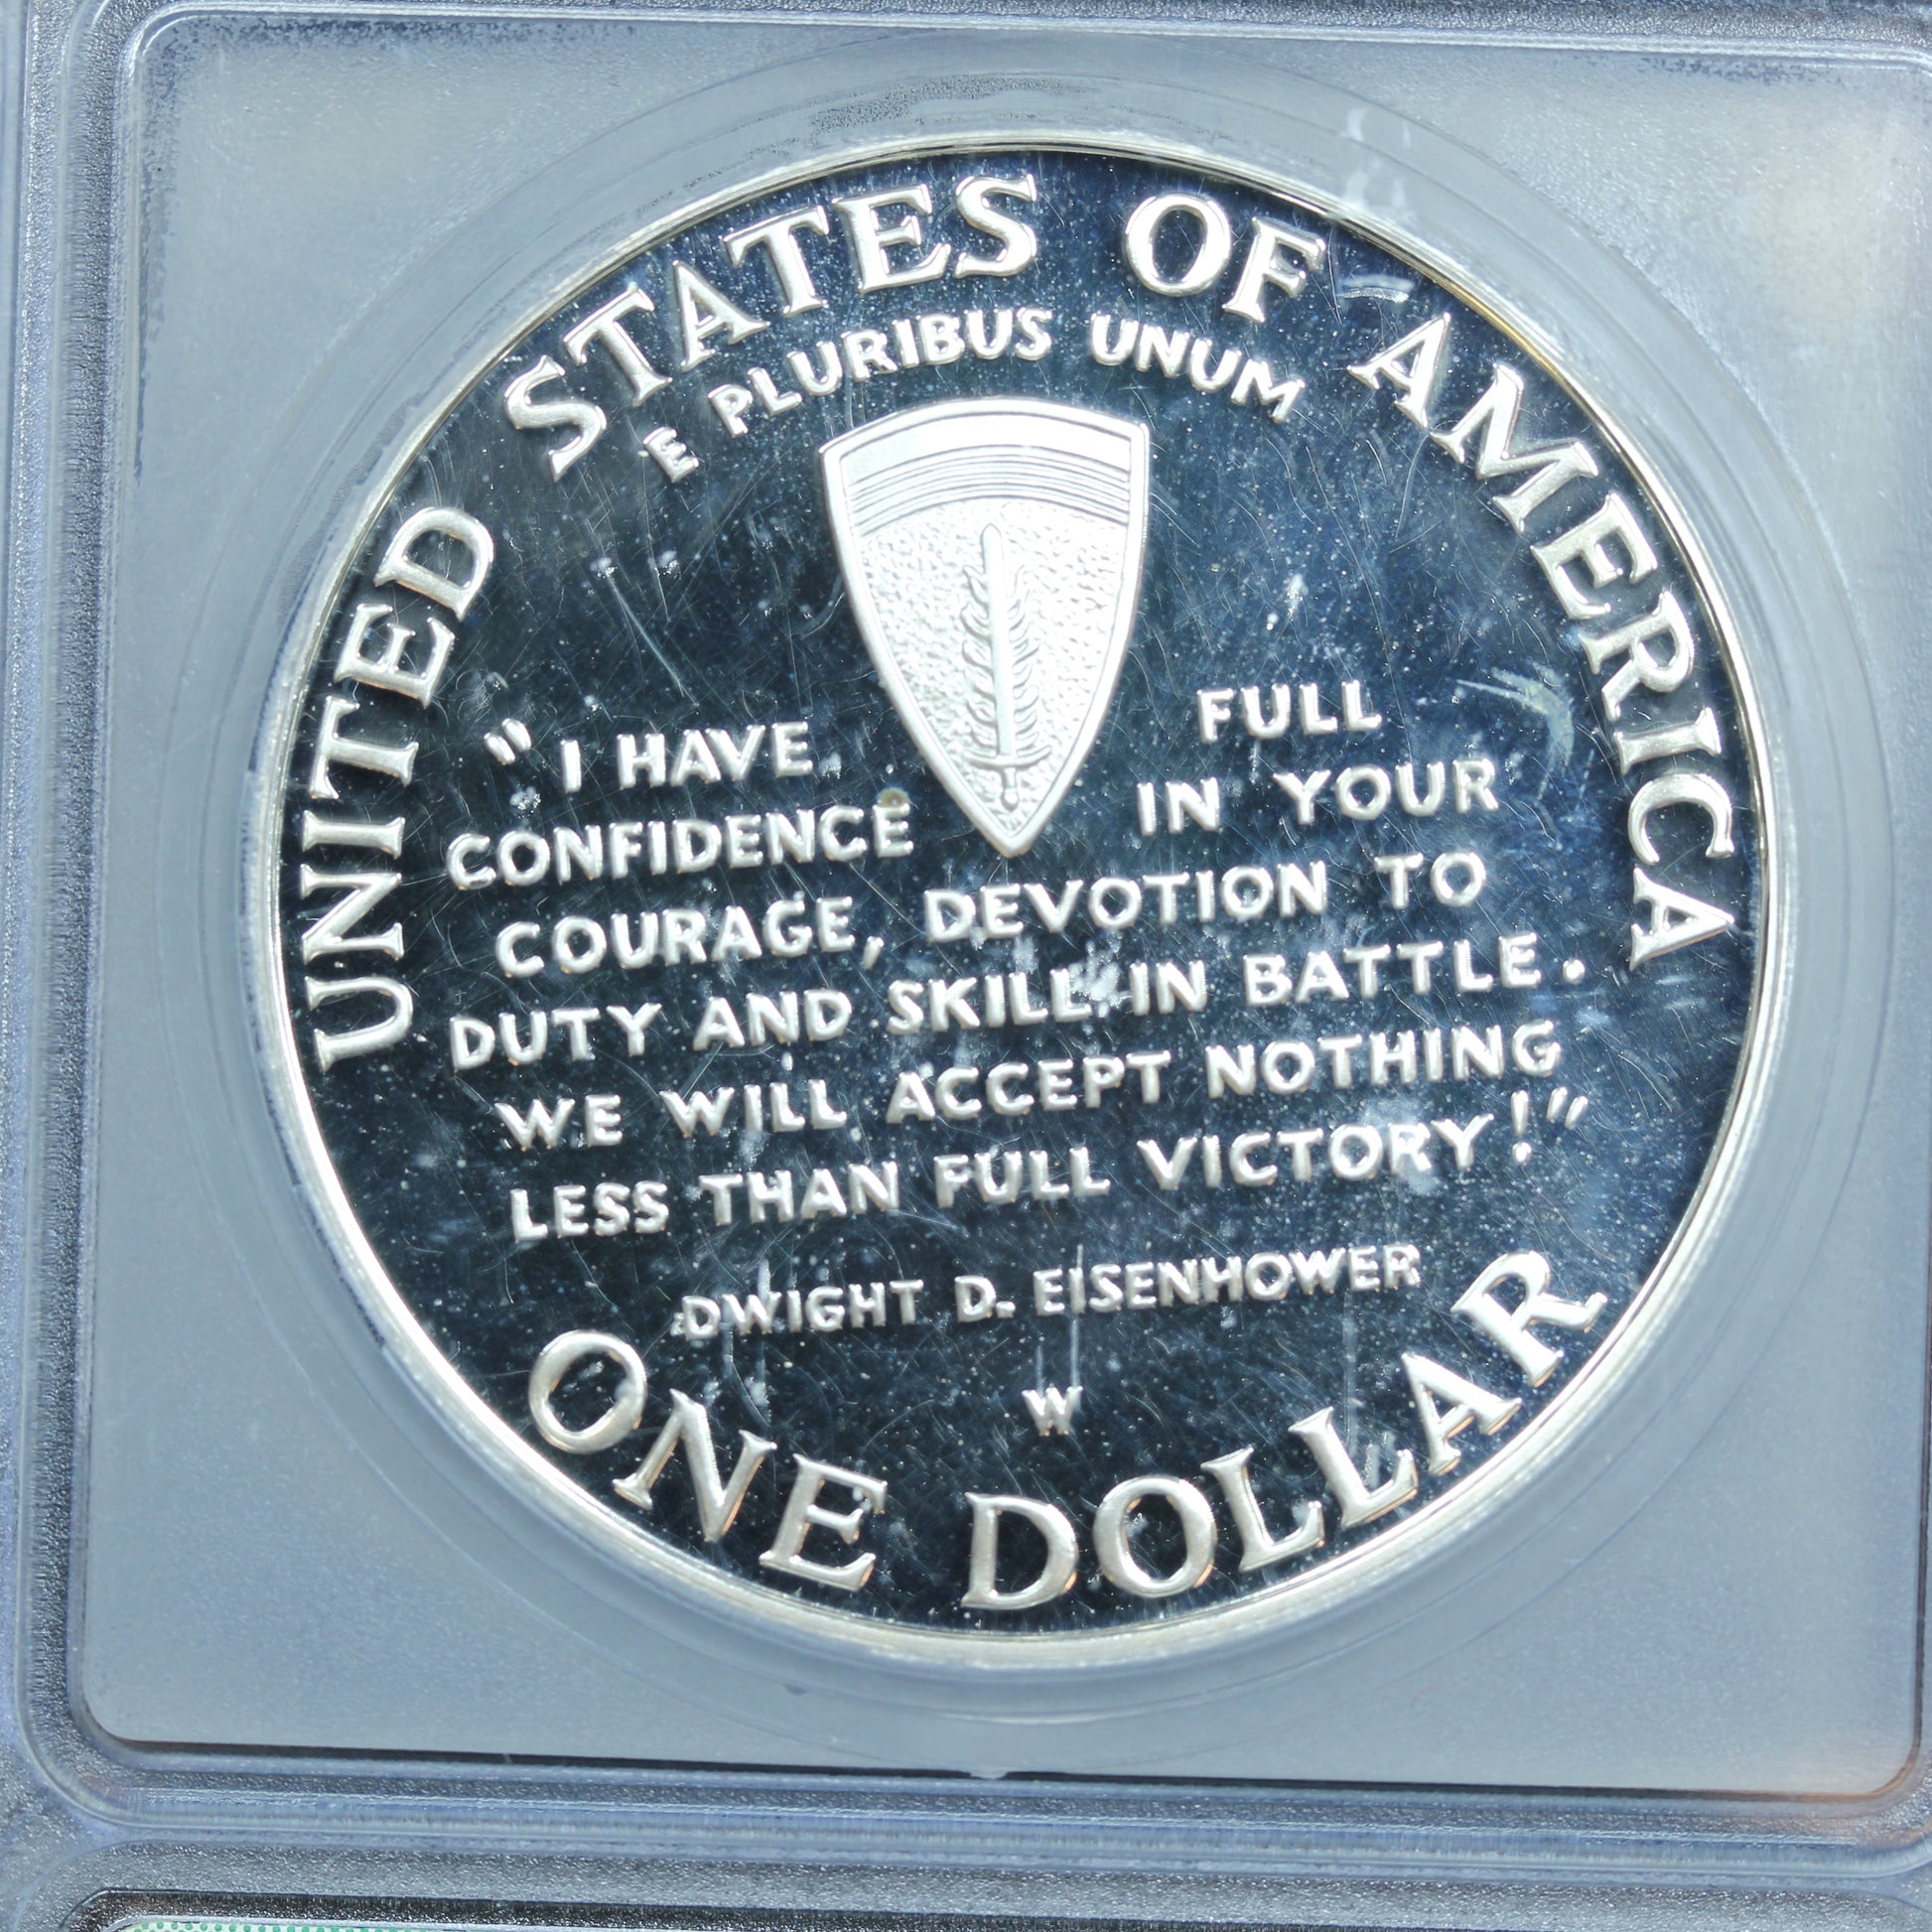 UNITED STATES OF AMERICA
E PLURIBUS UNUM
“I HAVE FULL
CONFIDENCE IN YOUR
COURAGE, DEVOTION TO
DUTY AND SKILL IN BATTLE.
WE WILL ACCEPT NOTHING
LESS THAN FULL VICTORY!”
DWIGHT D. EISENHOWER
W
ONE DOLLAR